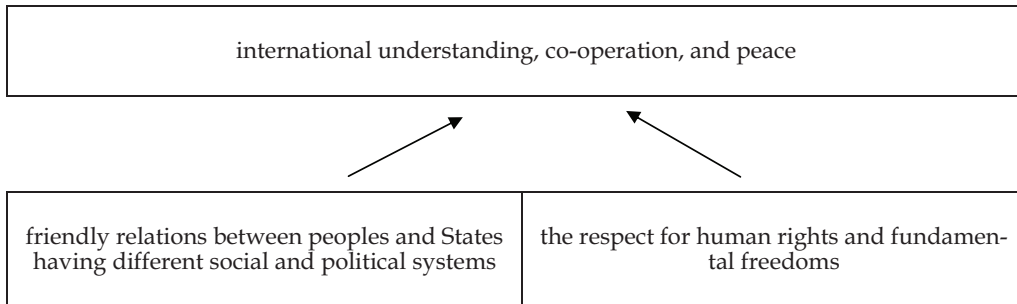 international understanding, co-operation, and peace
friendly relations between peoples and States
having different social and political systems
the respect for human rights and fundamen-
tal freedoms